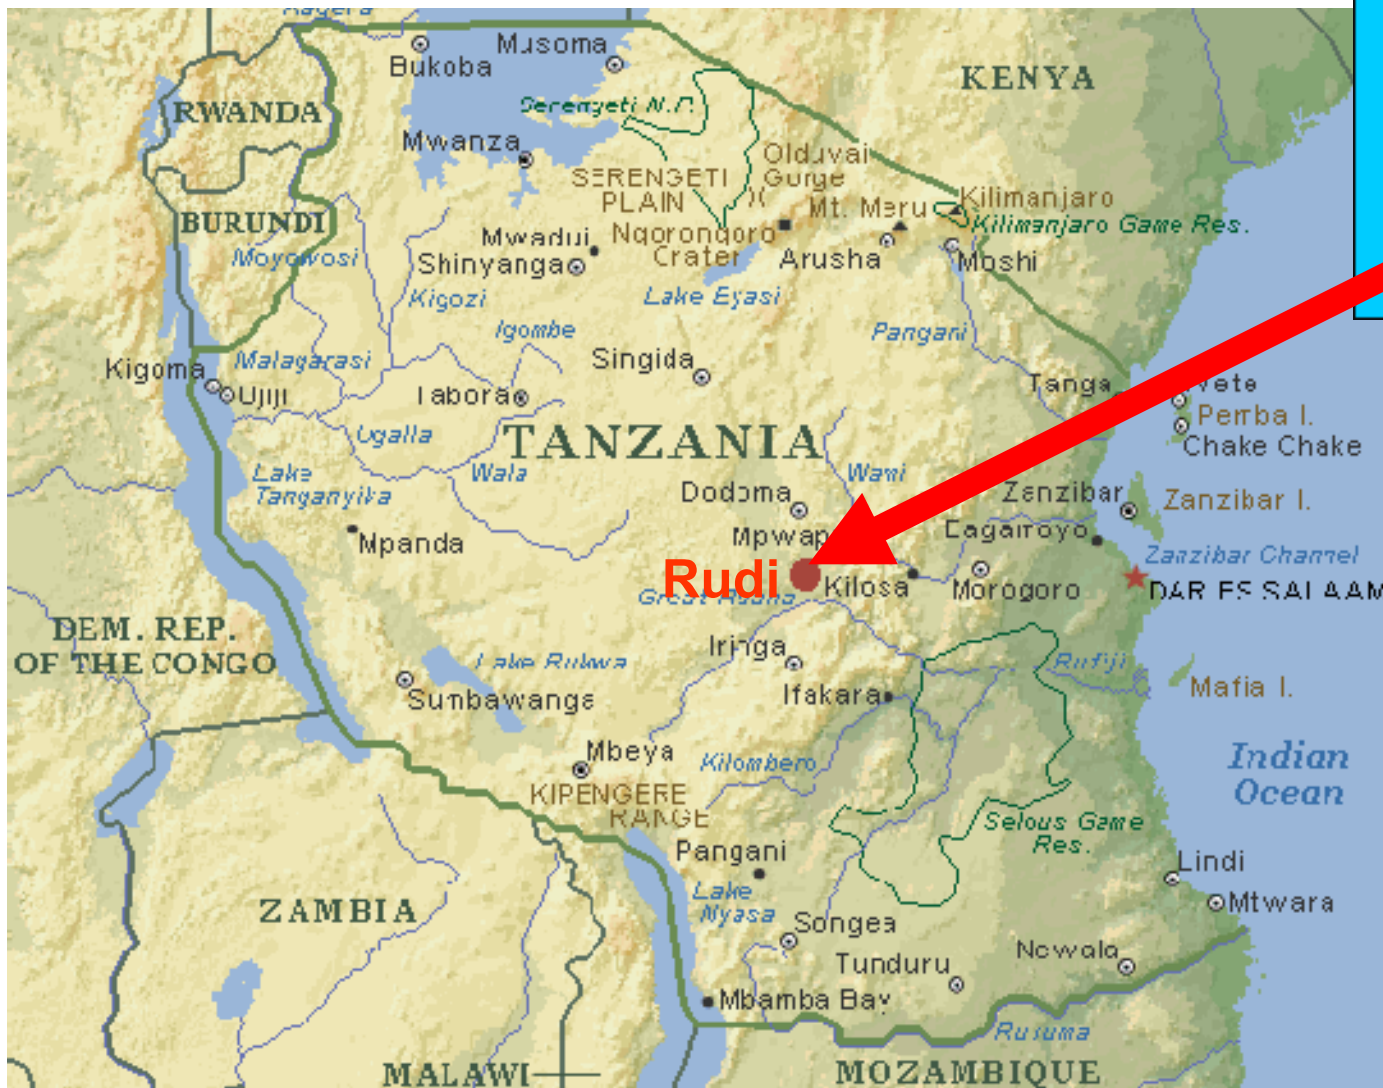 Kagera
Musoma
Bukoba
KENYA
RWANDA
Serengeti N.P.
Mwanza
Olduvai
Gorge
SERENGETI
PLAIN
Kilimanjaro
Mt. Meru
Kilimanjaro Game Res.
BURUNDI
Mwadui
Ngorongoro
Crater
Moyowosi
Shinyanga
Arusha
Moshi
Kigozi
Lake Eyasi
Igombe
Pangani
Malagarasi
Singida
Kigoma
Ujiji
Tabora
Tanga
Wete
Pemba I.
Chake Chake
Ugalla
TANZANIA
Lake
Tanganyika
Wala
Wami
Dodoma
Zanzibar
Zanzibar I.
Mpanda
Mpwap
Bagamoyo
Zanzibar Channel
Rudi
Kilosa
Morogoro
DAR ES SALAAM
Great Ruaha
DEM. REP.
OF THE CONGO
Iringa
Lake Rukwa
Rufiji
Sumbawanga
Ifakara
Mafia I.
Mbeya
Kilombero
Indian
Ocean
KIPENGERE
RANGE
Selous Game
Res.
Pangani
Lindi
Lake
Nyasa
Mtwara
ZAMBIA
Songea
Newala
Tunduru
Mbamba Bay
Rusuma
MALAWI
MOZAMBIQUE